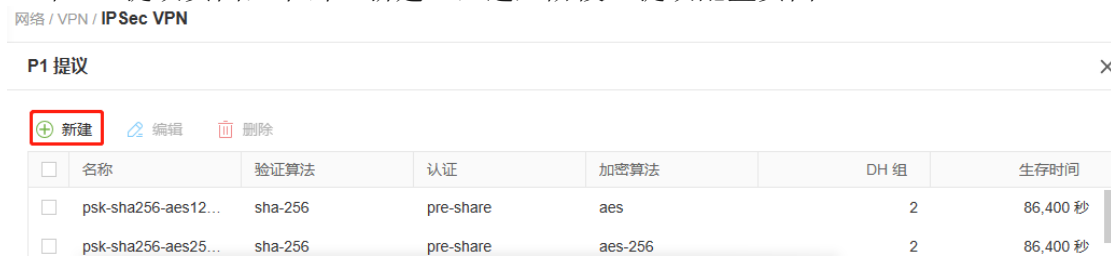 网络 / VPN / IPSec VPN
P1 提议
新建 编辑 删除
名称 验证算法 认证 加密算法 DH 组 生存时间
psk-sha256-aes12... sha-256 pre-share aes 2 86,400 秒
psk-sha256-aes25... sha-256 pre-share aes-256 2 86,400 秒